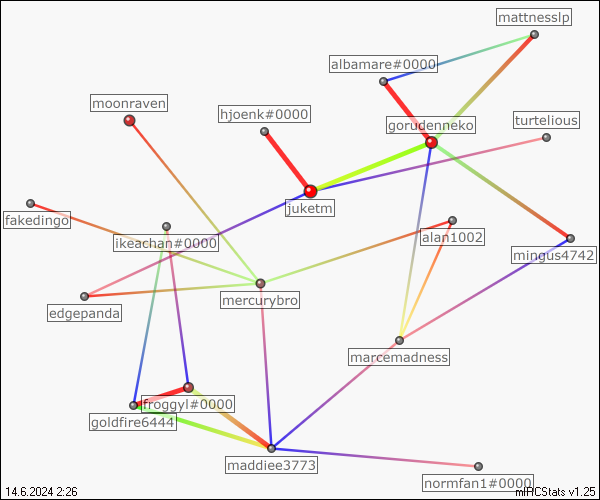 mattnesslp
albamare#0000
moonraven
hjoenk#0000
gorudenneko
turtelious
juketm
fakedingo
ikeachan#0000
alan1002
mingus4742
mercurybro
edgepanda
marcemadness
froggyl#0000
goldfire6444
maddiee3773
normfan1#0000
14.6.2024 2:26
mIRCStats v1.25